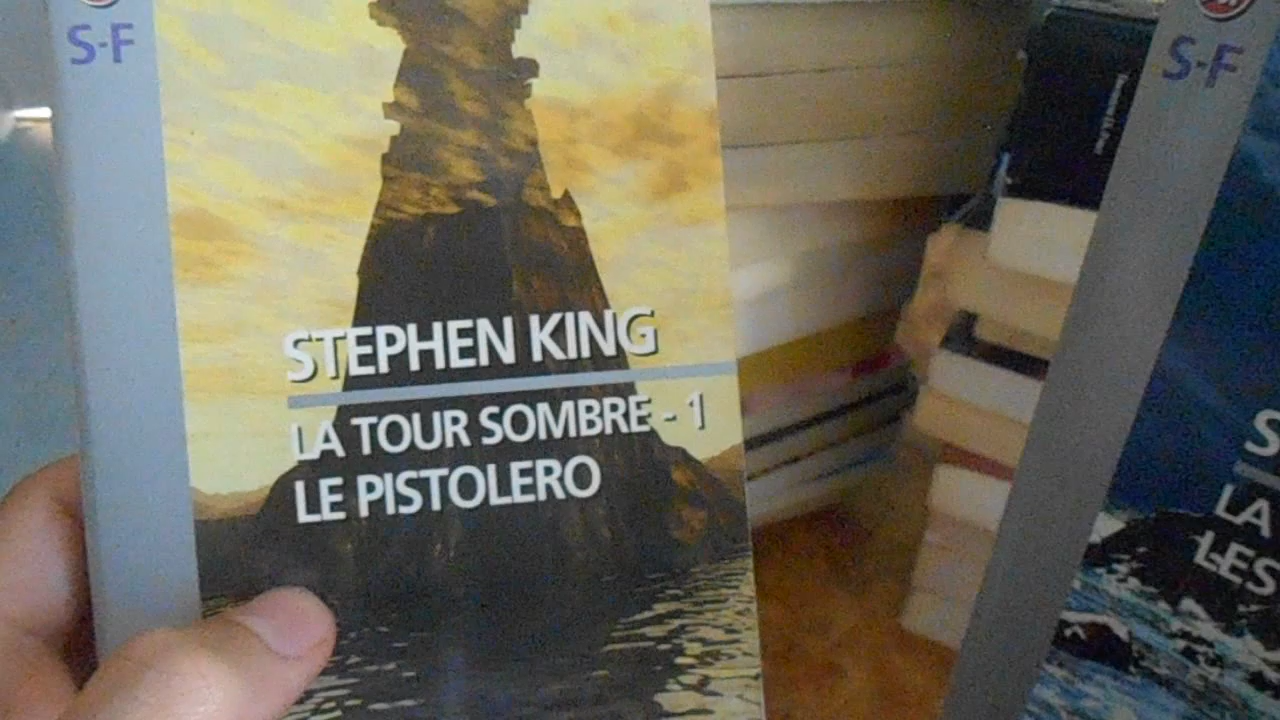 S-F
STEPHEN KING
LA TOUR SOMBRE - 1
LE PISTOLERO
S-F
S
LA
LES